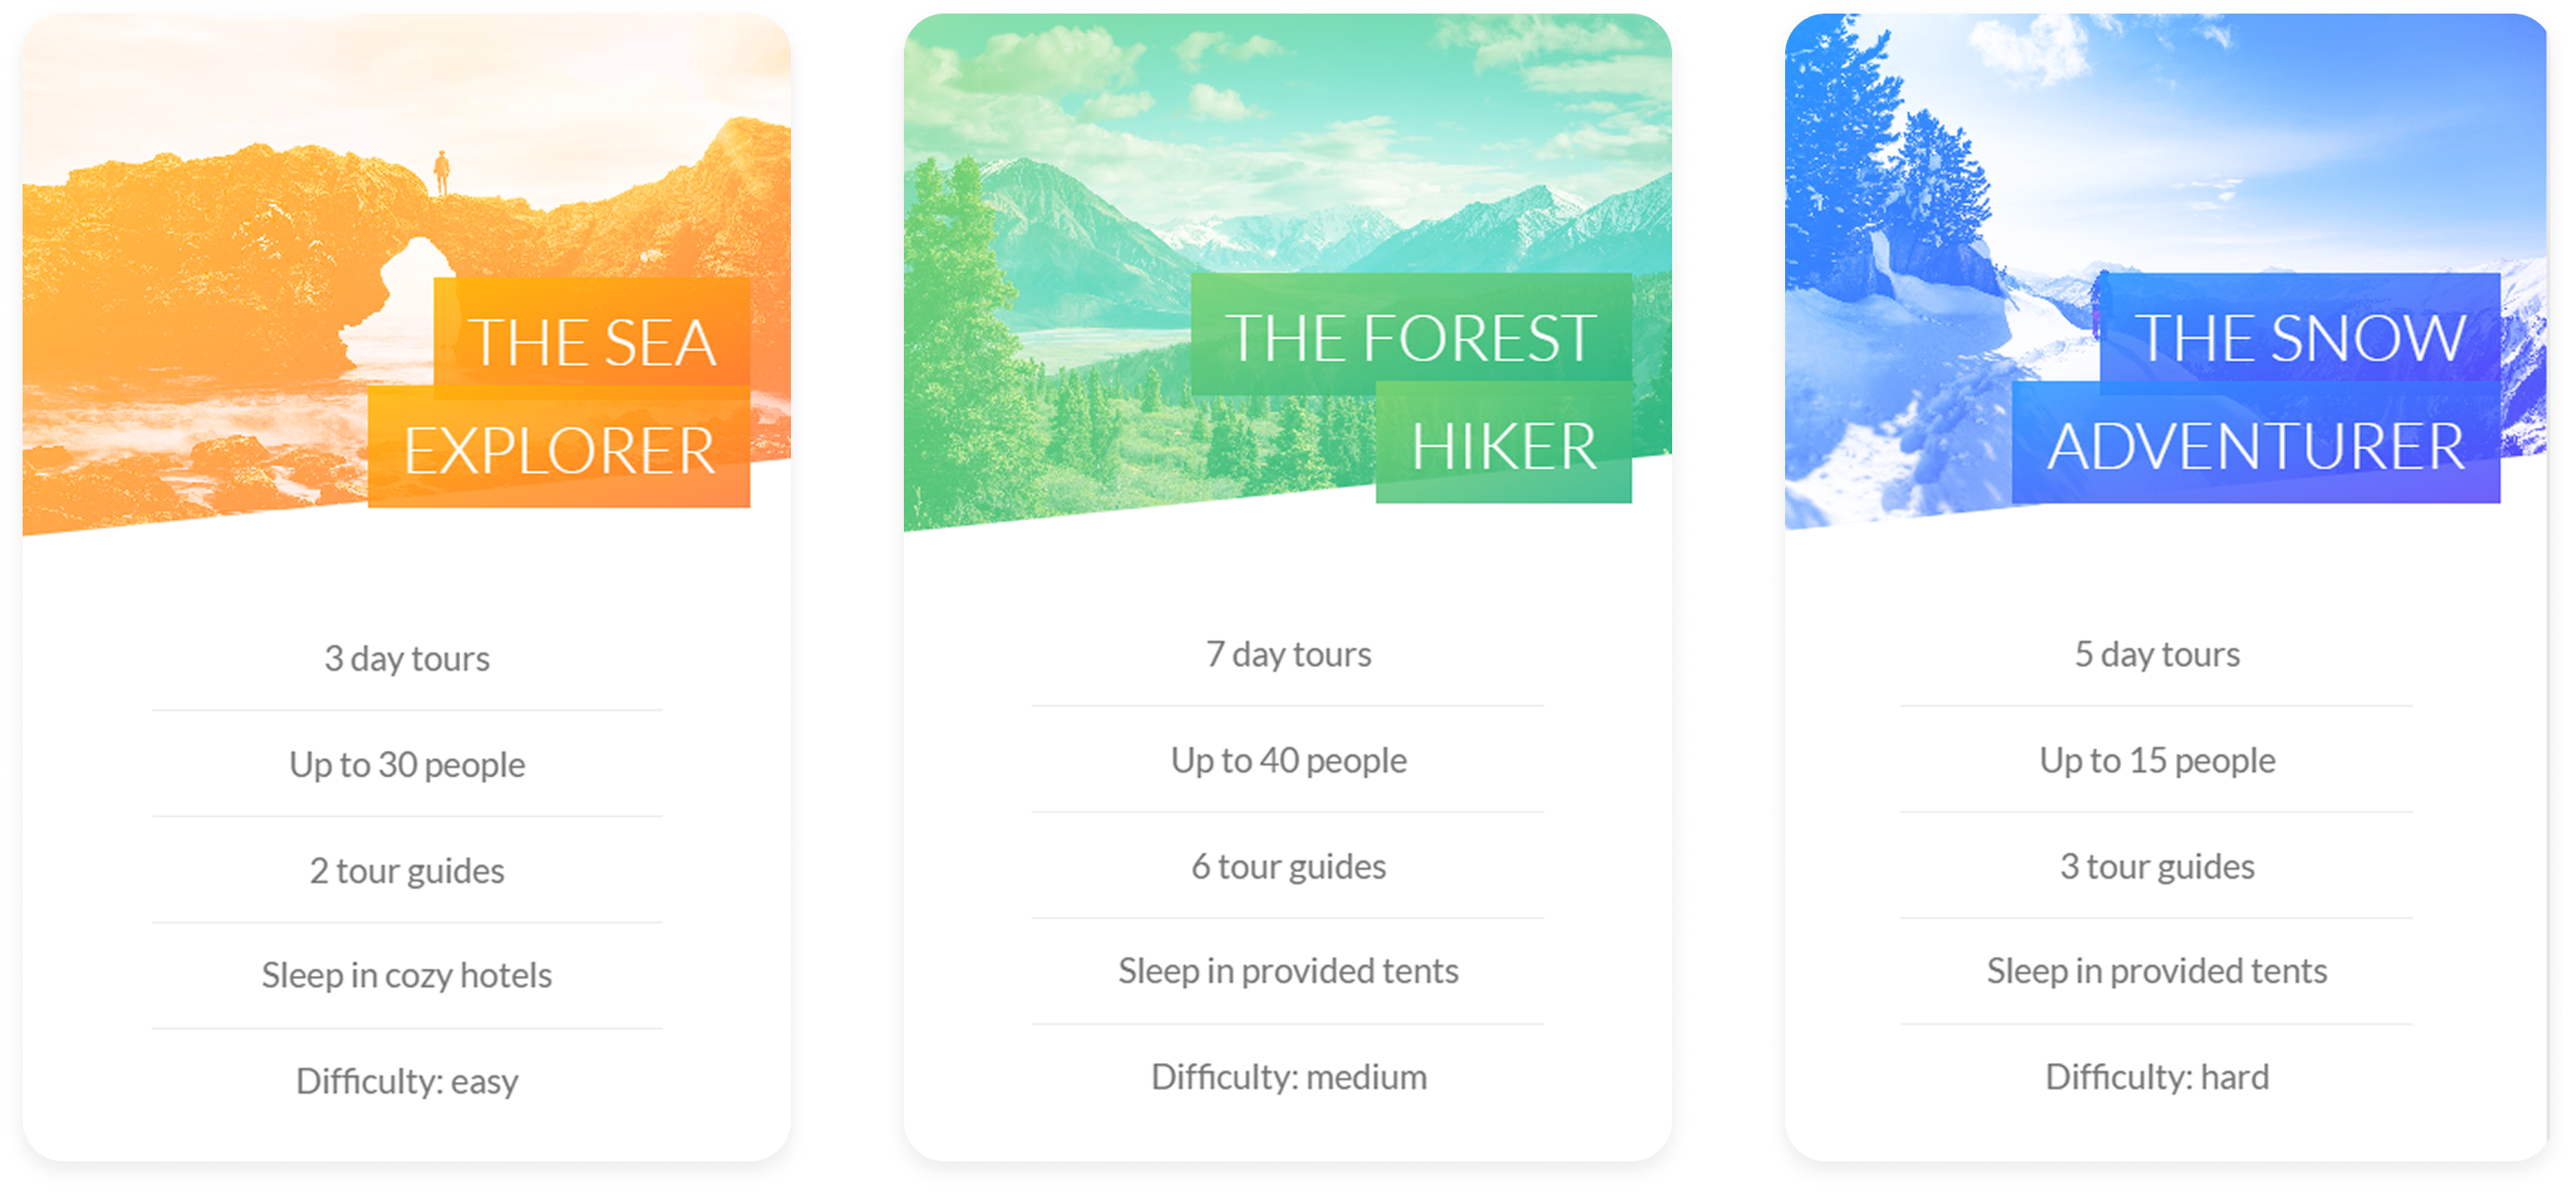 THE SEA
EXPLORER
3 day tours
Up to 30 people
2 tour guides
Sleep in cozy hotels
Difficulty: easy
THE FOREST
HIKER
7 day tours
Up to 40 people
6 tour guides
Sleep in provided tents
Difficulty: medium
THE SNOW
ADVENTURER
5 day tours
Up to 15 people
3 tour guides
Sleep in provided tents
Difficulty: hard